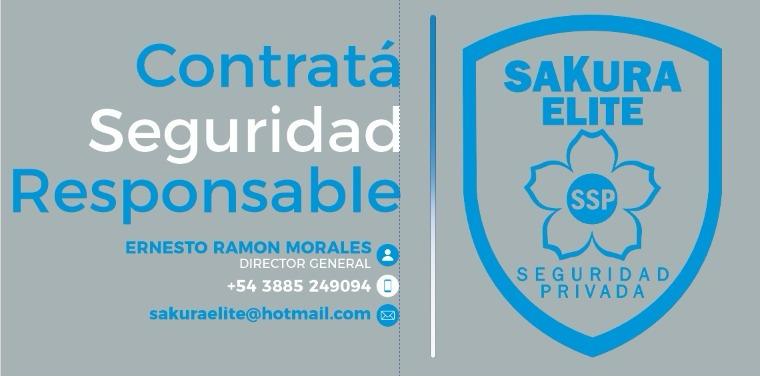 Contratá
Seguridad
Responsable
ERNESTO RAMON MORALES
DIRECTOR GENERAL
+54 3885 249094
sakuraelite@hotmail.com
SAKURA
ELITE
SSP
SEGURIDAD
PRIVADA